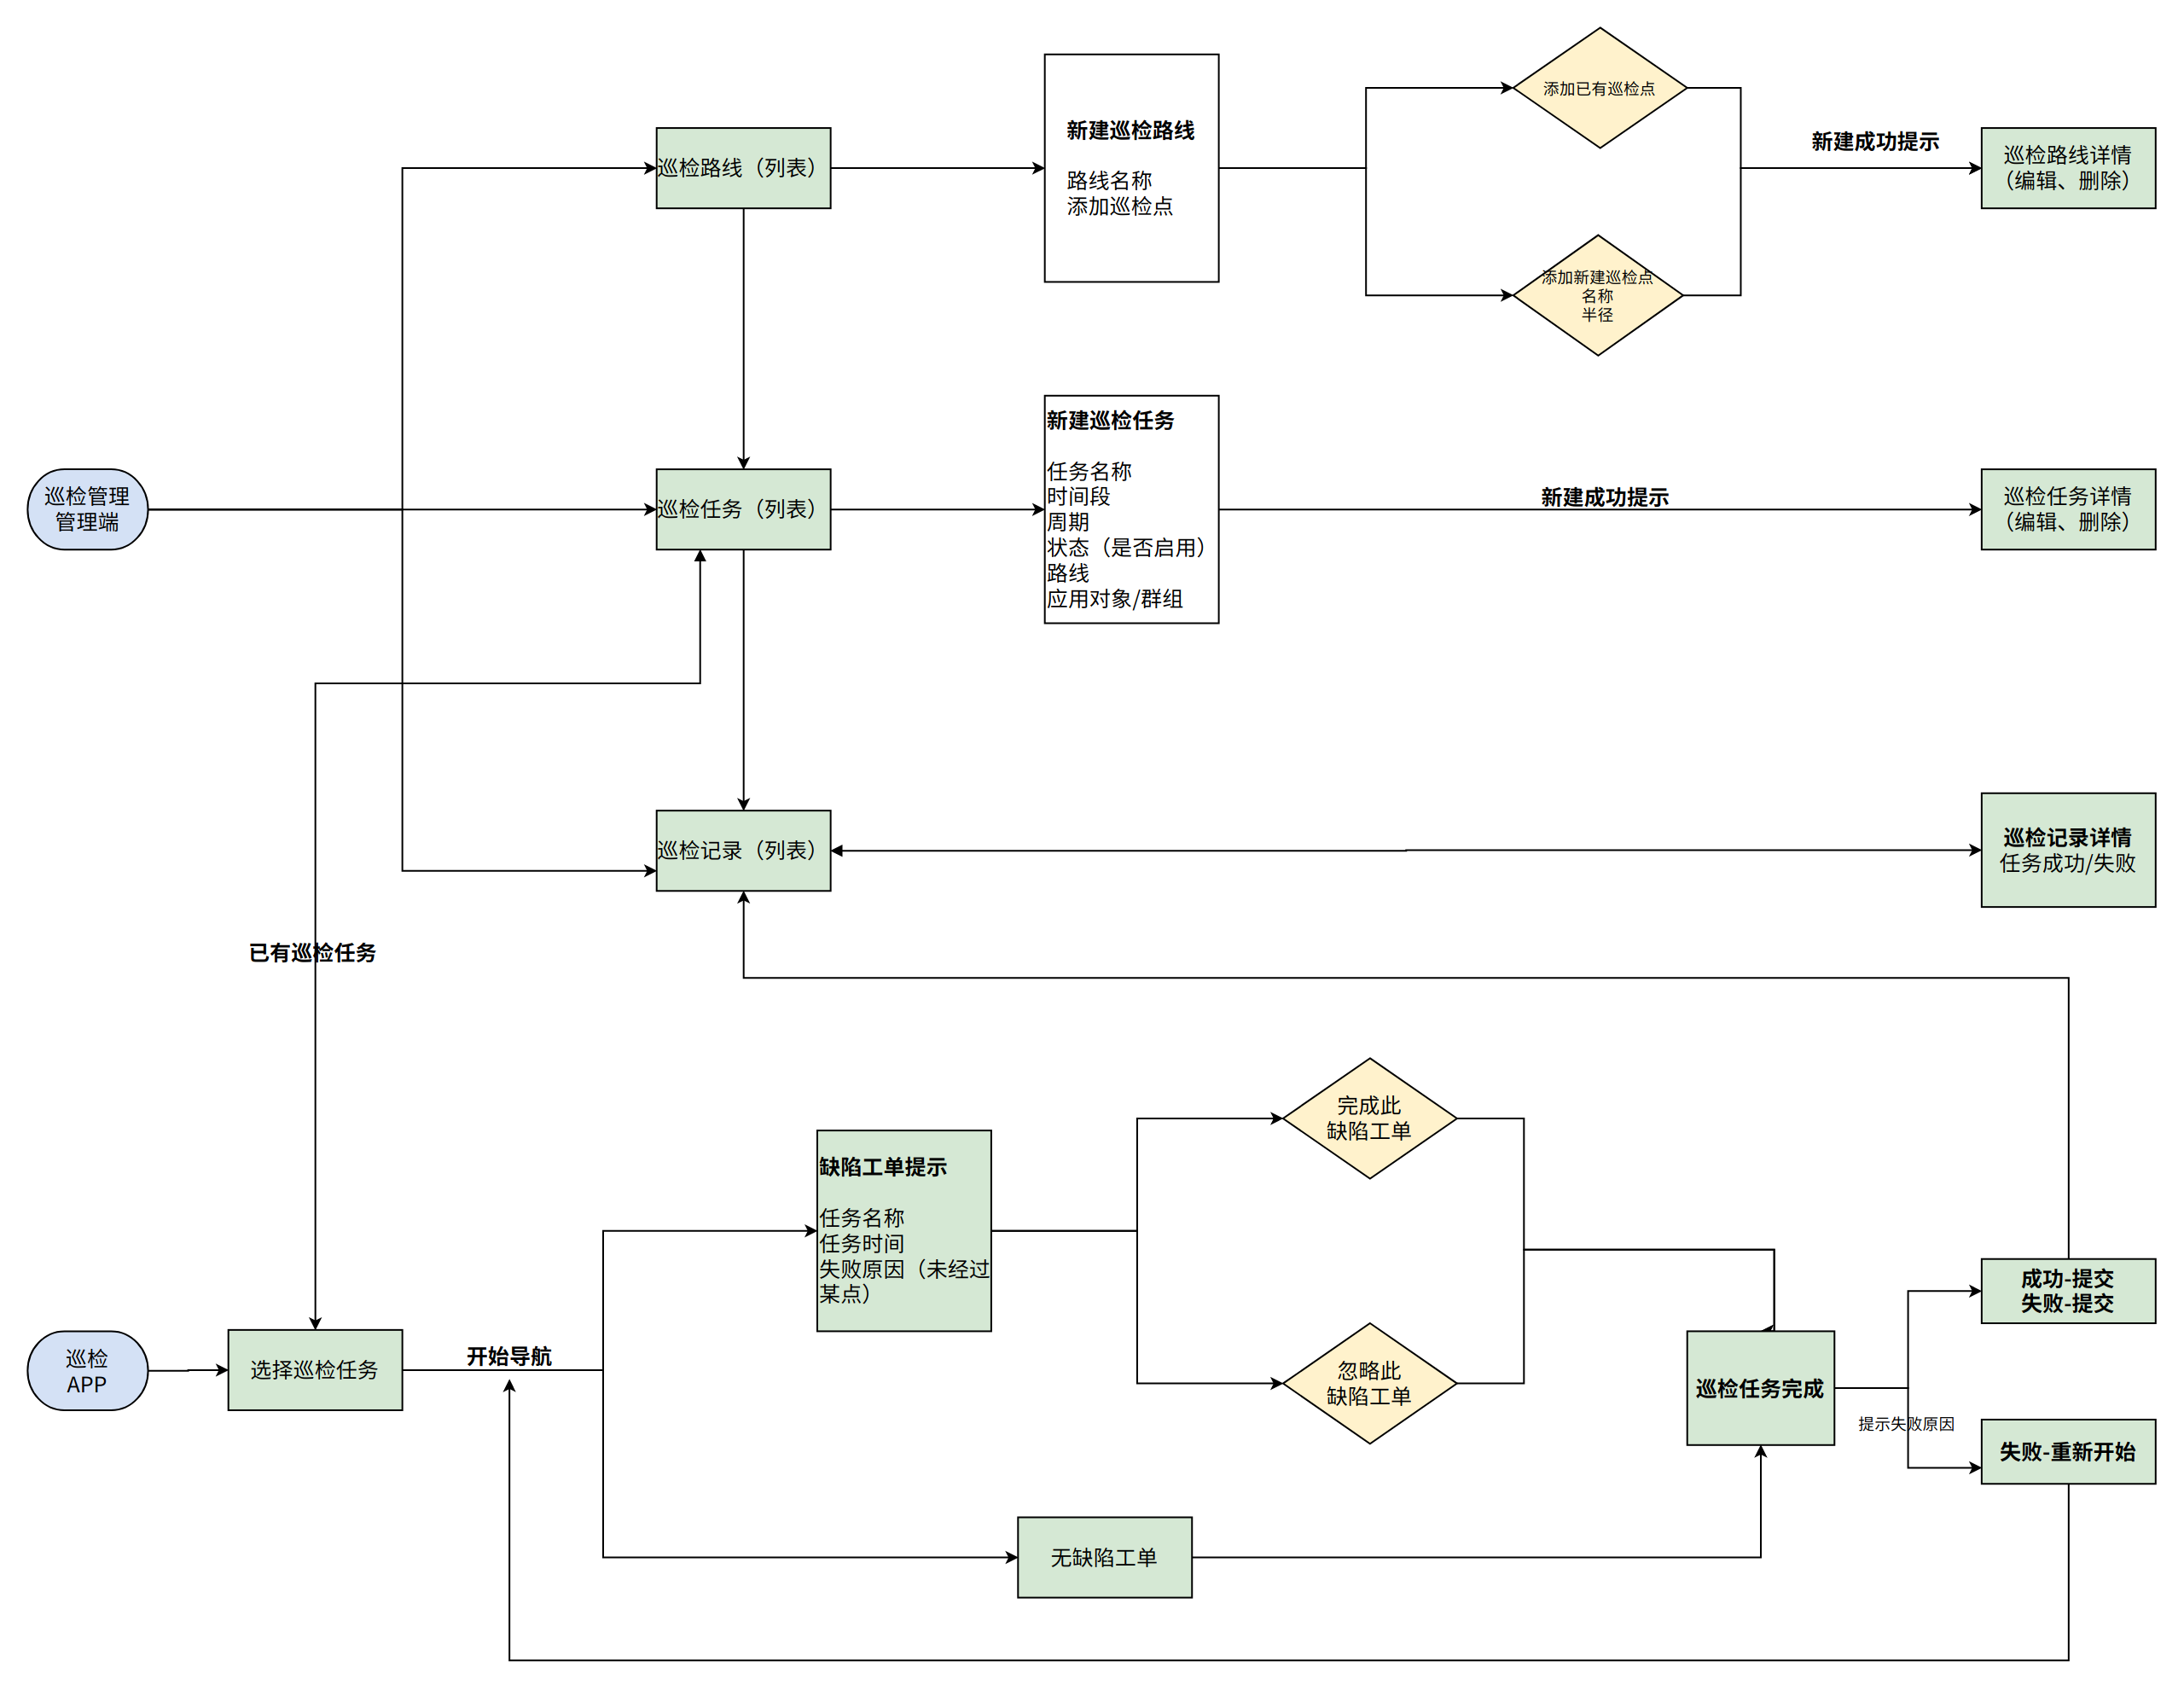 添加已有巡检点
新建巡检路线
路线名称
添加巡检点
新建成功提示
巡检路线（列表）
巡检路线详情
（编辑、删除）
添加新建巡检点
名称
半径
新建巡检任务
任务名称
时间段
周期
状态（是否启用）
路线
应用对象/群组
巡检管理
管理端
巡检任务（列表）
新建成功提示
巡检任务详情
（编辑、删除）
巡检记录（列表）
巡检记录详情
任务成功/失败
已有巡检任务
完成此
缺陷工单
缺陷工单提示
任务名称
任务时间
失败原因（未经过
某点）
成功-提交
失败-提交
巡检
APP
选择巡检任务
开始导航
忽略此
缺陷工单
巡检任务完成
提示失败原因
失败-重新开始
无缺陷工单